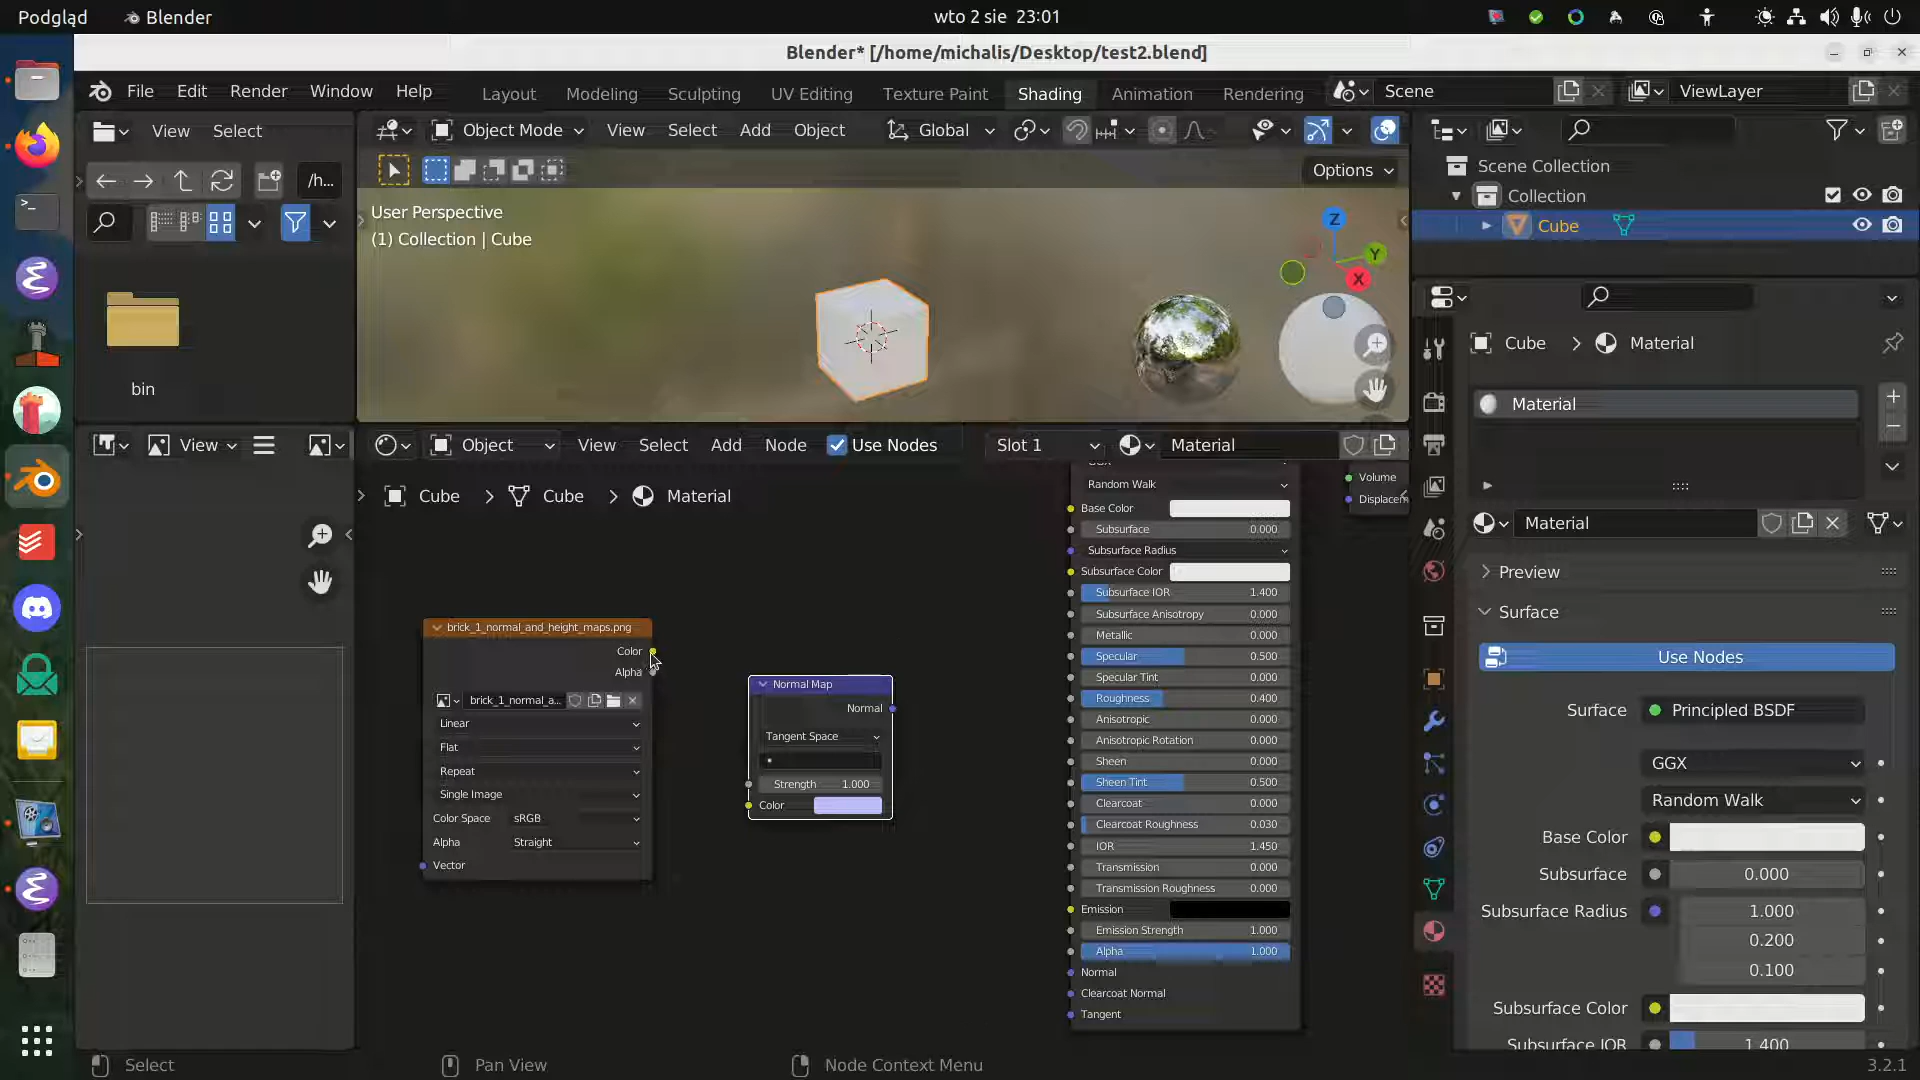 Podgląd
Blender
wto 2 sie 23:01
Blender* [/home/michalis/Desktop/test2.blend]
File Edit Render Window Help
Layout Modeling Sculpting UV Editing Texture Paint Shading Animation Rendering
Scene
ViewLayer
View Select
Object Mode View Select Add Object Global
/h...
Options
User Perspective
(1) Collection | Cube
Z
Y
X
bin
Scene Collection
Collection
Cube
Cube > Material
Material
Material
Preview
Surface
Use Nodes
Surface Principled BSDF
GGX
Random Walk
Base Color
Subsurface 0.000
Subsurface Radius 1.000
0.200
0.100
Subsurface Color
Subsurface IOR 1.400
View
Object View Select Add Node Use Nodes Slot 1 Material
Cube > Cube > Material
brick_1_normal_and_height_maps.png
Color
Alpha
brick_1_normal_a...
Linear
Flat
Repeat
Single Image
Color Space sRGB
Alpha Straight
Vector
Normal Map
Normal
Tangent Space
Strength 1.000
Color
GGX
Random Walk
Base Color
Subsurface 0.000
Subsurface Radius
Subsurface Color
Subsurface IOR 1.400
Subsurface Anisotropy 0.000
Metallic 0.000
Specular 0.500
Specular Tint 0.000
Roughness 0.400
Anisotropic 0.000
Anisotropic Rotation 0.000
Sheen 0.000
Sheen Tint 0.500
Clearcoat 0.000
Clearcoat Roughness 0.030
IOR 1.450
Transmission 0.000
Transmission Roughness 0.000
Emission
Emission Strength 1.000
Alpha 1.000
Normal
Clearcoat Normal
Tangent
Volume
Displacem
Select
Pan View
Node Context Menu
3.2.1